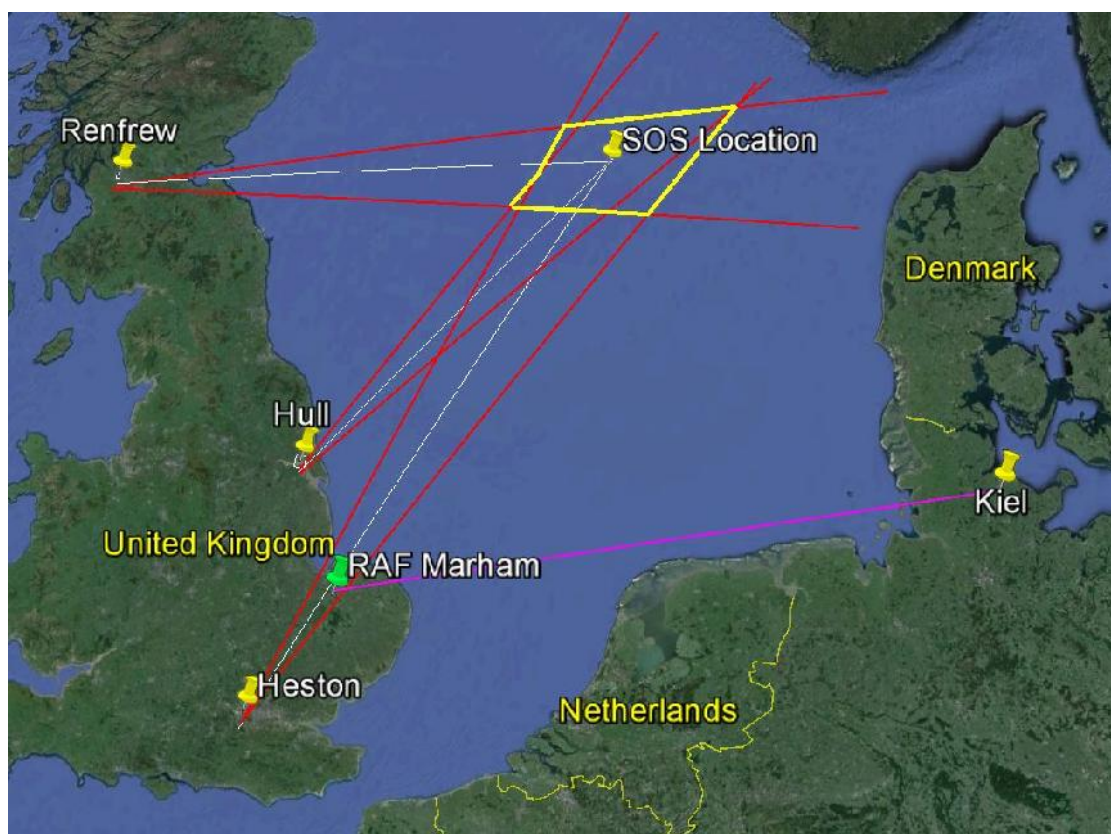 Renfrew
SOS Location
Denmark
Hull
Kiel
United Kingdom
RAF Marham
Heston
Netherlands